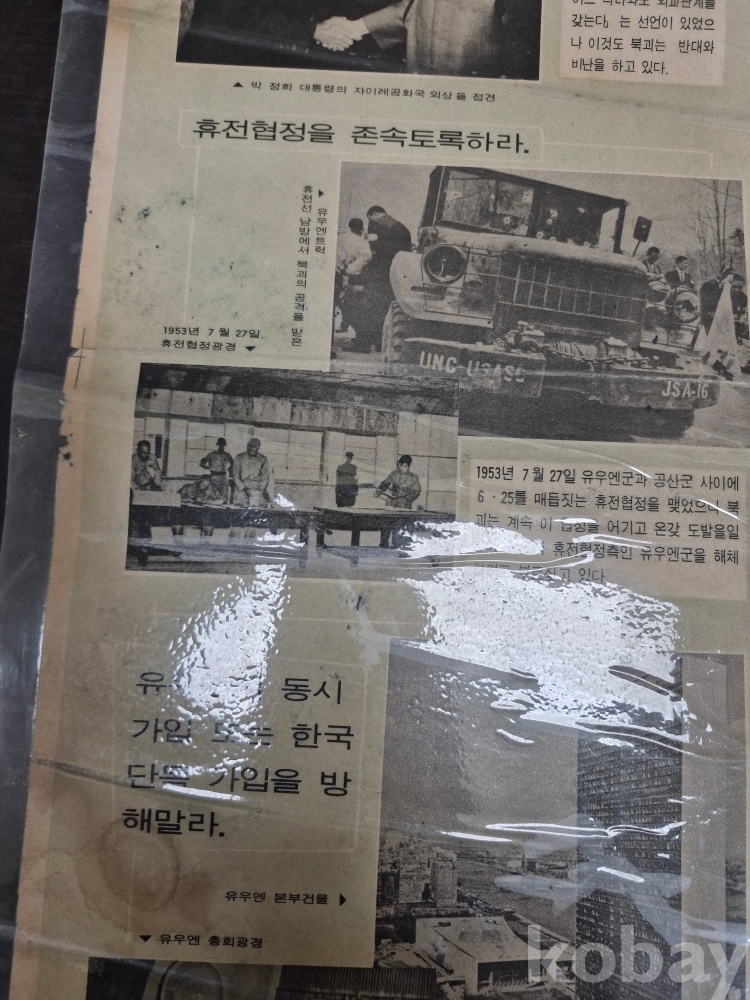 외교관계를
갖는다』 는 선언이 있었으
나 이것도 북괴는 반대와
비난을 하고 있다.
▲ 박 정희 대통령의 자이레공화국 외상을 접견
휴전협정을 존속토록하라.
▶ 유우엔트럭
휴전선 남방에서 북괴의 공격을 받은
1953년 7월 27일
휴전협정광경 ▼
UNC-USASG
JSA-16
1953년 7월 27일 유우엔군과 공산군 사이에
6·25를 매듭짓는 휴전협정을 맺었으나 북
괴는 계속 이 협정을 어기고 온갖 도발을일
휴전협정측인 유우엔군을 해체
있다
동시
가입 또는 한국
단독 가입을 방
해말라.
유우엔 본부건물 ▶
▼ 유우엔 총회광경
kobay